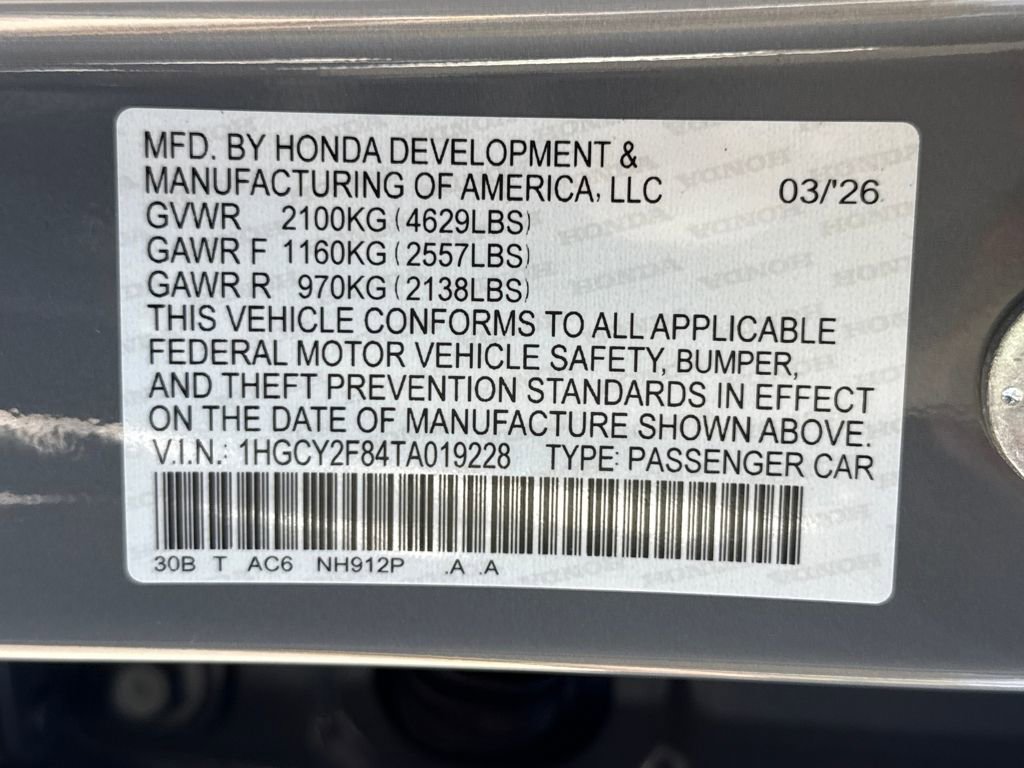 MFD. BY HONDA DEVELOPMENT &
MANUFACTURING OF AMERICA, LLC 03/'26
GVWR 2100KG (4629LBS)
GAWR F 1160KG (2557LBS)
GAWR R 970KG (2138LBS)
THIS VEHICLE CONFORMS TO ALL APPLICABLE
FEDERAL MOTOR VEHICLE SAFETY, BUMPER,
AND THEFT PREVENTION STANDARDS IN EFFECT
ON THE DATE OF MANUFACTURE SHOWN ABOVE.
V.I.N.: 1HGCY2F84TA019228 TYPE: PASSENGER CAR
30B T AC6 NH912P .A .A